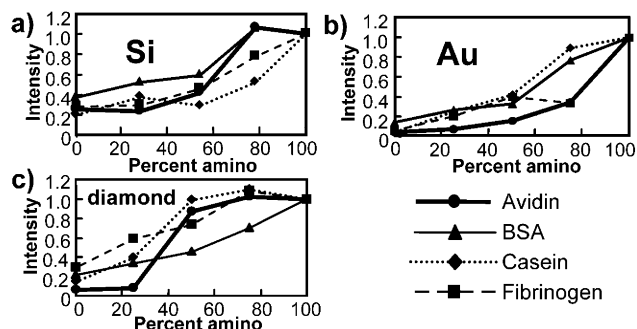 a)
Si
Intensity
1.2
1.0
0.8
0.6
0.4
0.2
0
0 20 40 60 80 100
Percent amino
b)
Au
Intensity
1.2
1.0
0.8
0.6
0.4
0.2
0
0 20 40 60 80 100
Percent amino
c)
diamond
Intensity
1.2
1.0
0.8
0.6
0.4
0.2
0
0 20 40 60 80 100
Percent amino
Avidin
BSA
Casein
Fibrinogen